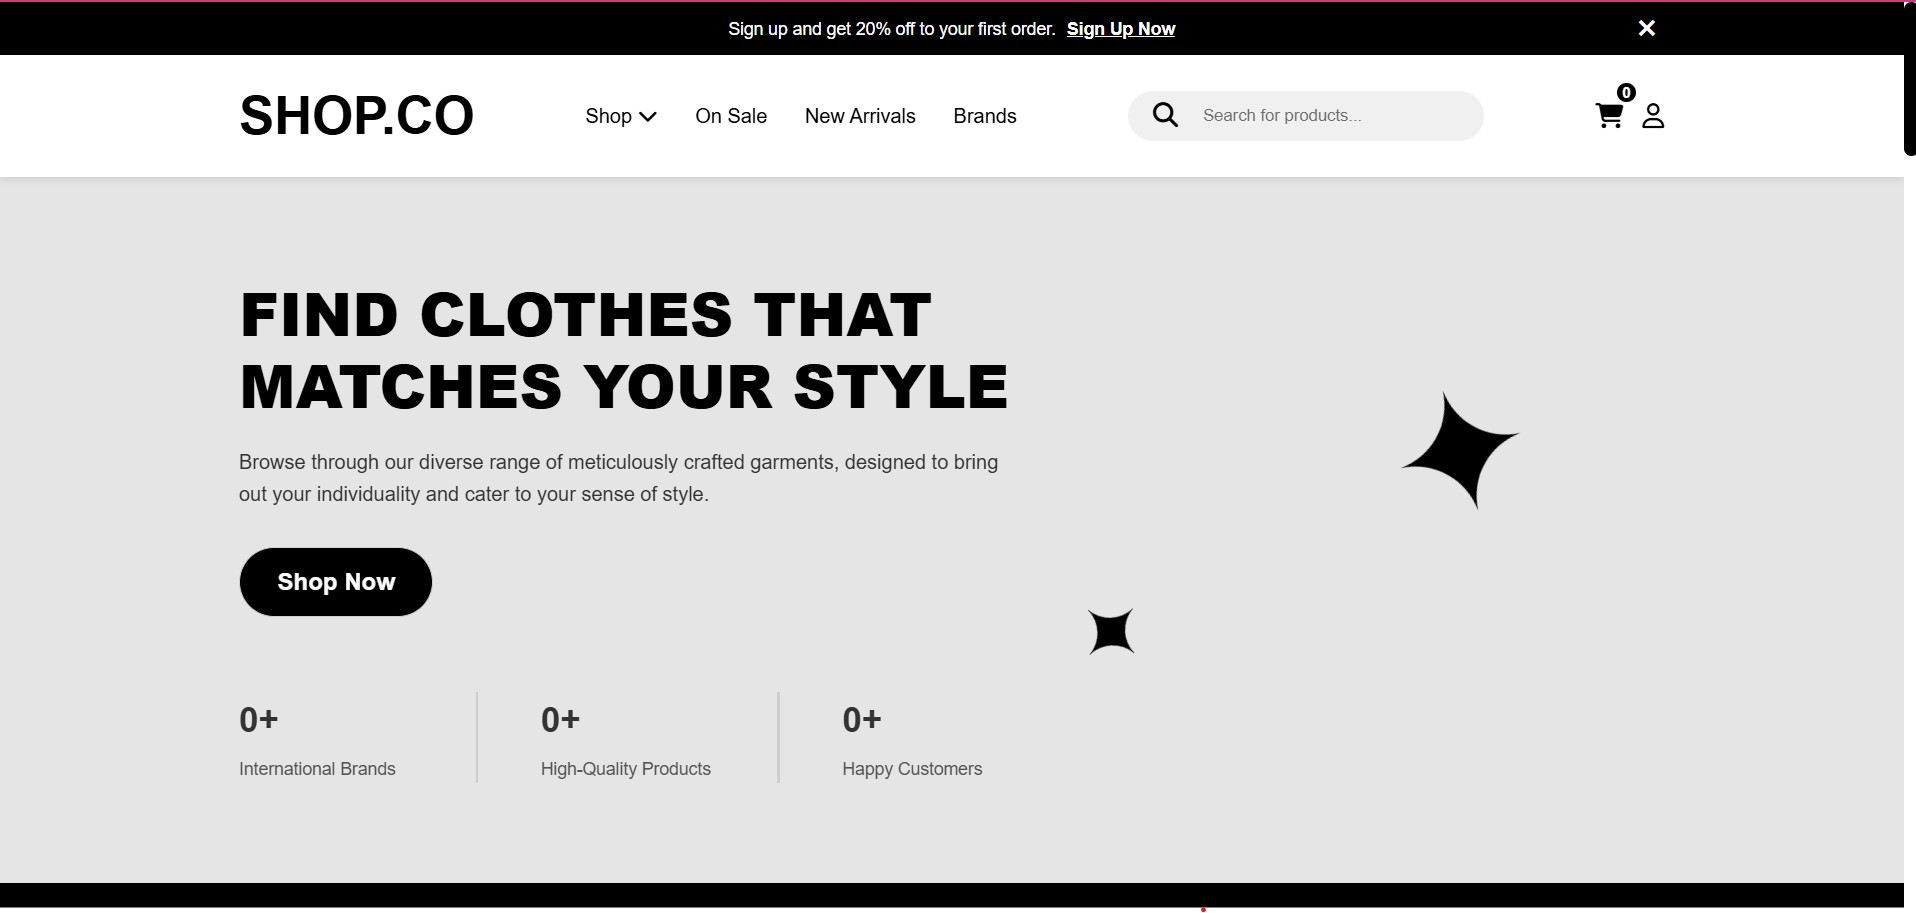 Sign up and get 20% off to your first order. Sign Up Now
SHOP.CO
Shop
On Sale
New Arrivals
Brands
Search for products...
0
FIND CLOTHES THAT
MATCHES YOUR STYLE
Browse through our diverse range of meticulously crafted garments, designed to bring
out your individuality and cater to your sense of style.
Shop Now
0+
International Brands
0+
High-Quality Products
0+
Happy Customers